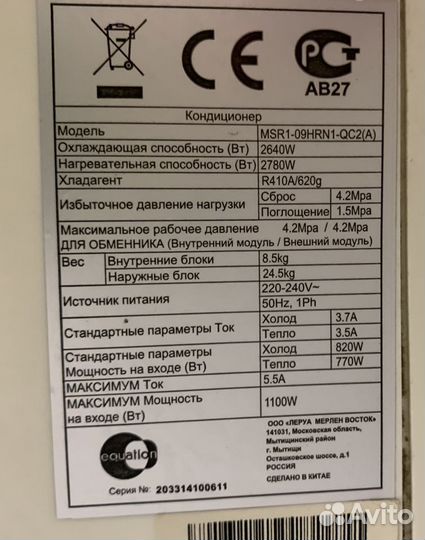 РСТ
АВ27
Кондиционер
Модель MSR1-09HRN1-QC2(A)
Охлаждающая способность (Вт) 2640W
Нагревательная способность (Вт) 2780W
Хладагент R410A/620g
Избыточное давление нагрузки Сброс 4.2Mpa
Поглощение 1.5Mpa
Максимальное рабочее давление 4.2Mpa / 4.2Mpa
ДЛЯ ОБМЕННИКА (Внутренний модуль / Внешний модуль)
Вес Внутренние блоки 8.5kg
Наружные блок 24.5kg
Источник питания 220-240V~
50Hz, 1Ph
Стандартные параметры Ток Холод 3.7A
Тепло 3.5A
Стандартные параметры Холод 820W
Мощность на входе (Вт) Тепло 770W
МАКСИМУМ Ток 5.5A
МАКСИМУМ Мощность
на входе (Вт) 1100W
ООО «ЛЕРУА МЕРЛЕН ВОСТОК»
141031, Московская область,
Мытищинский район
г. Мытищи
Осташковское шоссе, д.1
РОССИЯ
СДЕЛАНО В КИТАЕ
equation
Серия №: 203314100611
Avito